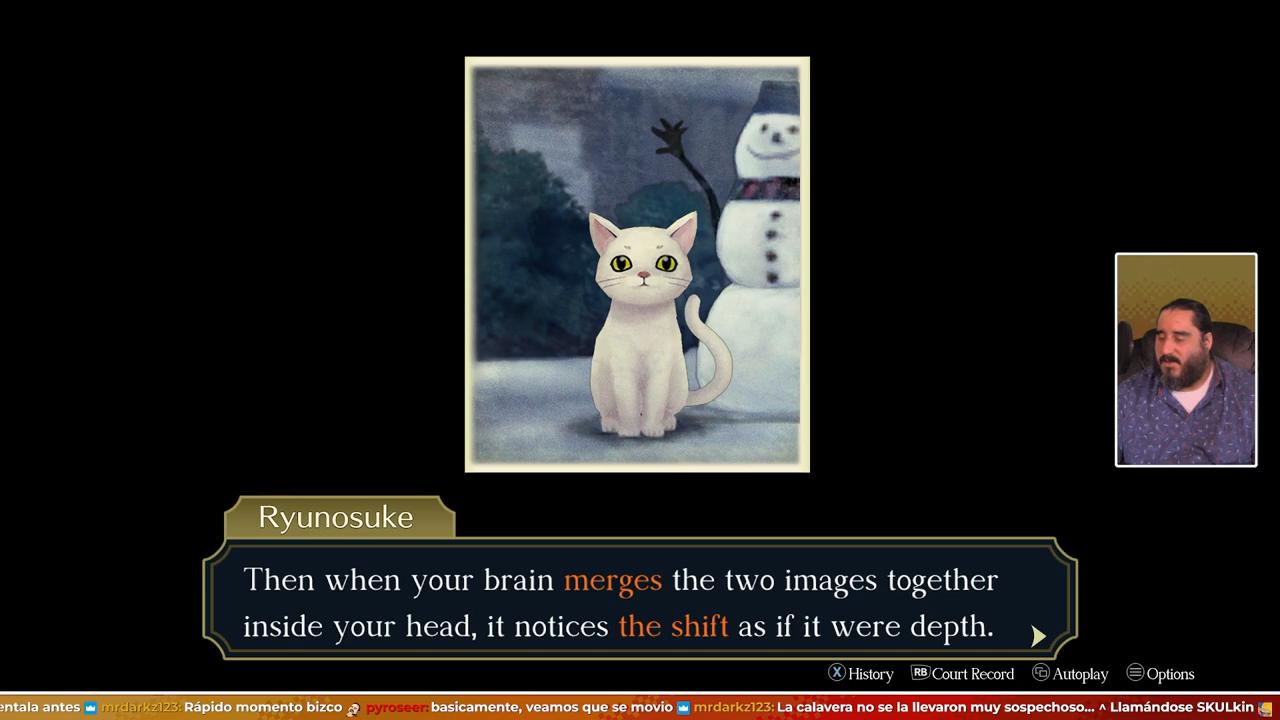 Ryunosuke
Then when your brain merges the two images together
inside your head, it notices the shift as if it were depth.
X History RB Court Record Autoplay Options
entala antes mrdarkz123: Rápido momento bizco pyroseer: basicamente, veamos que se movio mrdarkz123: La calavera no se la llevaron muy sospechoso... ^ Llamándose SKULkin